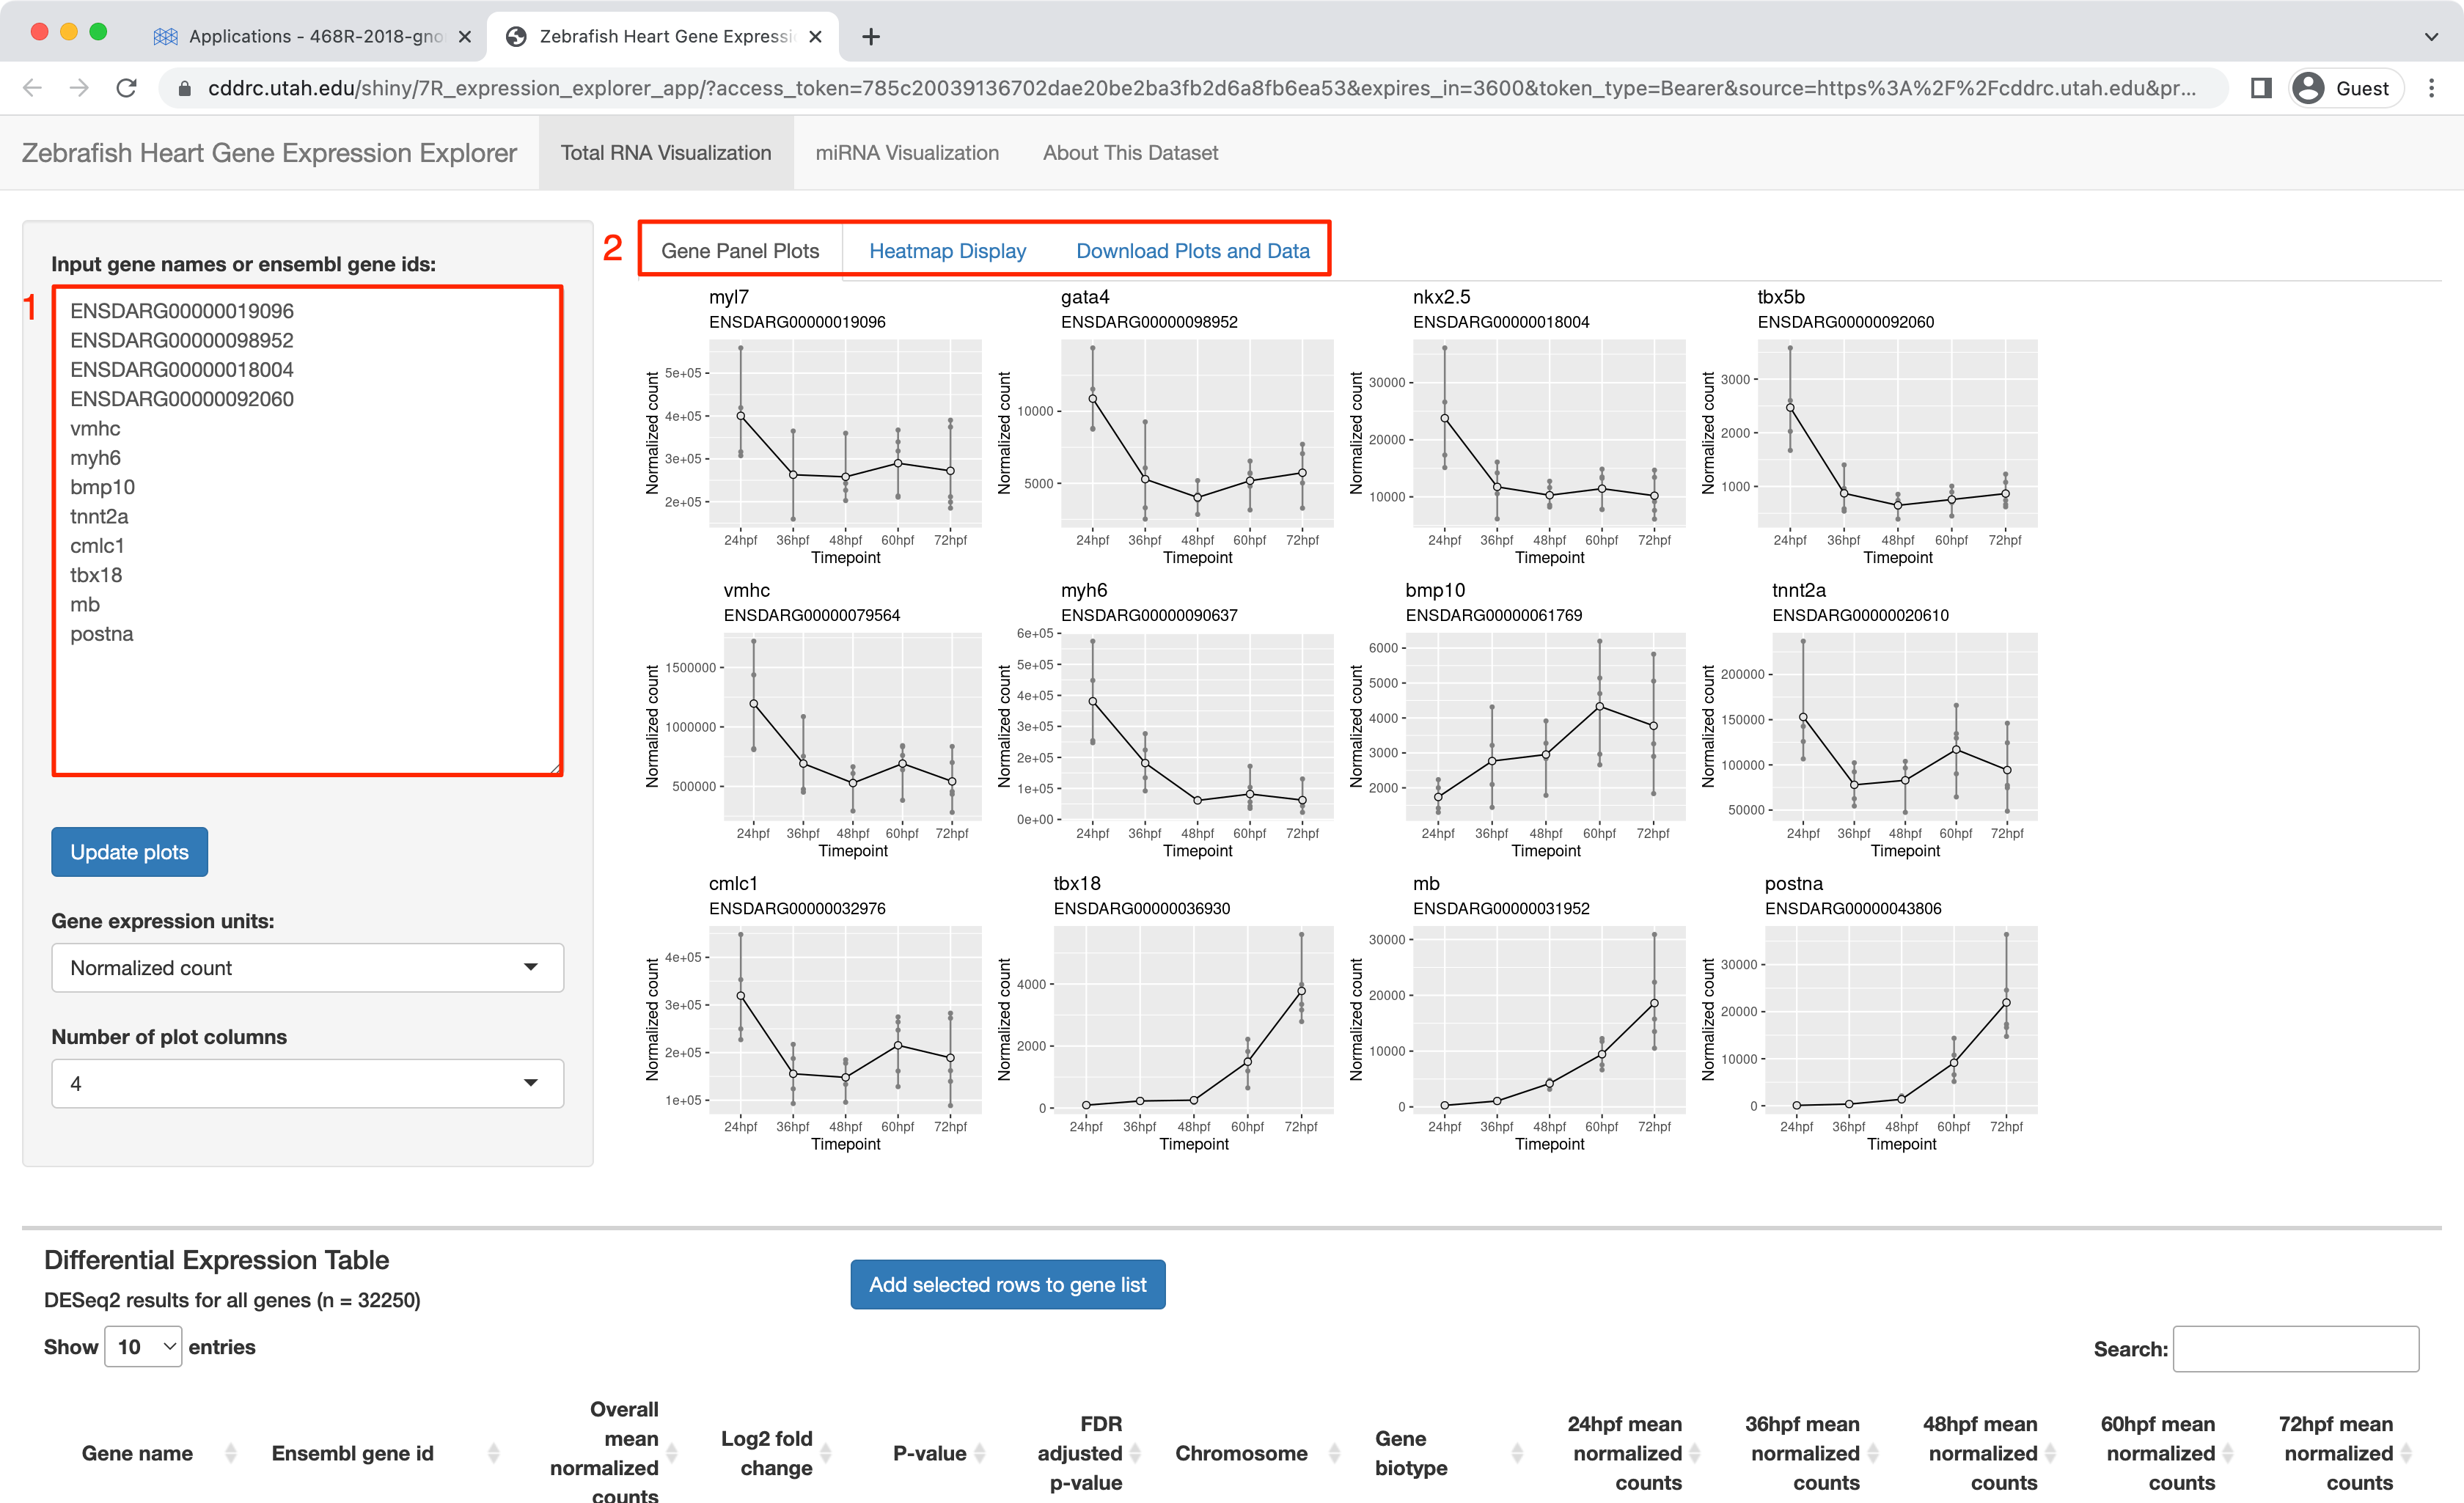 Applications - 468R-2018-gno
Zebrafish Heart Gene Expressi
cddrc.utah.edu/shiny/7R_expression_explorer_app/?access_token=785c20039136702dae20be2ba3fb2d6a8fb6ea53&expires_in=3600&token_type=Bearer&source=https%3A%2F%2Fcddrc.utah.edu&pr...
Guest
Zebrafish Heart Gene Expression Explorer
Total RNA Visualization
miRNA Visualization
About This Dataset
Input gene names or ensembl gene ids:
1
ENSDARG00000019096
ENSDARG00000098952
ENSDARG00000018004
ENSDARG00000092060
vmhc
myh6
bmp10
tnnt2a
cmlc1
tbx18
mb
postna
Update plots
Gene expression units:
Normalized count
Number of plot columns
4
2
Gene Panel Plots
Heatmap Display
Download Plots and Data
myl7
ENSDARG00000019096
Normalized count
5e+05
4e+05
3e+05
2e+05
24hpf 36hpf 48hpf 60hpf 72hpf
Timepoint
gata4
ENSDARG00000098952
Normalized count
10000
5000
24hpf 36hpf 48hpf 60hpf 72hpf
Timepoint
nkx2.5
ENSDARG00000018004
Normalized count
30000
20000
10000
24hpf 36hpf 48hpf 60hpf 72hpf
Timepoint
tbx5b
ENSDARG00000092060
Normalized count
3000
2000
1000
24hpf 36hpf 48hpf 60hpf 72hpf
Timepoint
vmhc
ENSDARG00000079564
Normalized count
1500000
1000000
500000
24hpf 36hpf 48hpf 60hpf 72hpf
Timepoint
myh6
ENSDARG00000090637
Normalized count
6e+05
5e+05
4e+05
3e+05
2e+05
1e+05
0e+00
24hpf 36hpf 48hpf 60hpf 72hpf
Timepoint
bmp10
ENSDARG00000061769
Normalized count
6000
5000
4000
3000
2000
24hpf 36hpf 48hpf 60hpf 72hpf
Timepoint
tnnt2a
ENSDARG00000020610
Normalized count
200000
150000
100000
50000
24hpf 36hpf 48hpf 60hpf 72hpf
Timepoint
cmlc1
ENSDARG00000032976
Normalized count
4e+05
3e+05
2e+05
1e+05
24hpf 36hpf 48hpf 60hpf 72hpf
Timepoint
tbx18
ENSDARG00000036930
Normalized count
4000
2000
0
24hpf 36hpf 48hpf 60hpf 72hpf
Timepoint
mb
ENSDARG00000031952
Normalized count
30000
20000
10000
0
24hpf 36hpf 48hpf 60hpf 72hpf
Timepoint
postna
ENSDARG00000043806
Normalized count
30000
20000
10000
0
24hpf 36hpf 48hpf 60hpf 72hpf
Timepoint
Differential Expression Table
DESeq2 results for all genes (n = 32250)
Add selected rows to gene list
Show 10 entries
Search:
Gene name
Ensembl gene id
Overall
mean
normalized
counts
Log2 fold
change
P-value
FDR
adjusted
p-value
Chromosome
Gene
biotype
24hpf mean
normalized
counts
36hpf mean
normalized
counts
48hpf mean
normalized
counts
60hpf mean
normalized
counts
72hpf mean
normalized
counts